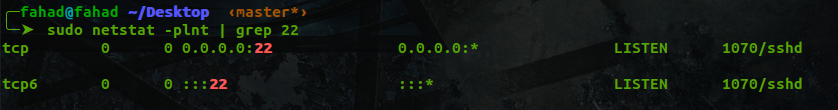 fahad@fahad ~/Desktop ‹master*›
➤ sudo netstat -plnt | grep 22
tcp 0 0 0.0.0.0:22 0.0.0.0:* LISTEN 1070/sshd
tcp6 0 0 :::22 :::* LISTEN 1070/sshd